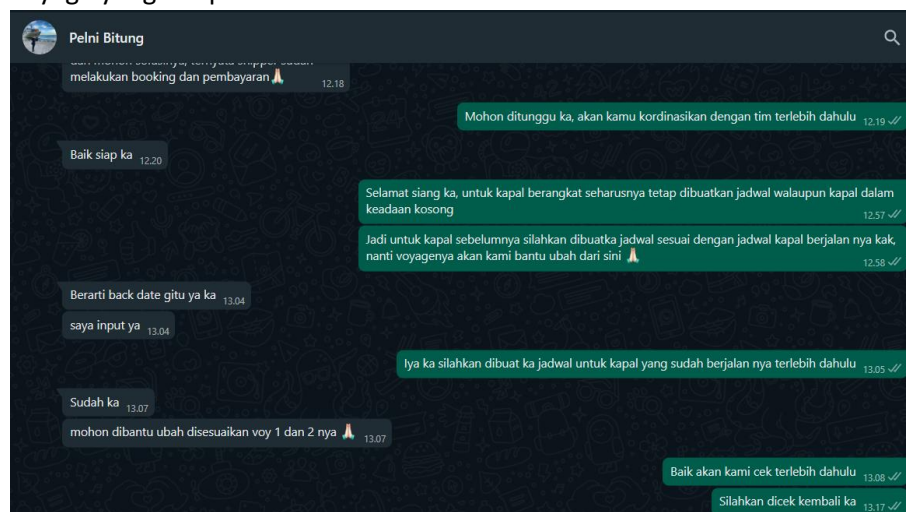 Pelni Bitung
melakukan booking dan pembayaran🙏🏻
12.18
Mohon ditunggu ka, akan kamu kordinasikan dengan tim terlebih dahulu 12.19
Baik siap ka 12.20
Selamat siang ka, untuk kapal berangkat seharusnya tetap dibuatkan jadwal walaupun kapal dalam
keadaan kosong
12.57
Jadi untuk kapal sebelumnya silahkan dibuatka jadwal sesuai dengan jadwal kapal berjalan nya kak,
nanti voyagenya akan kami bantu ubah dari sini 🙏🏻
12.58
Berarti back date gitu ya ka 13.04
saya input ya 13.04
Iya ka silahkan dibuat ka jadwal untuk kapal yang sudah berjalan nya terlebih dahulu 13.05
Sudah ka 13.07
mohon dibantu ubah disesuaikan voy 1 dan 2 nya 🙏🏻 13.07
Baik akan kami cek terlebih dahulu 13.08
Silahkan dicek kembali ka 13.17